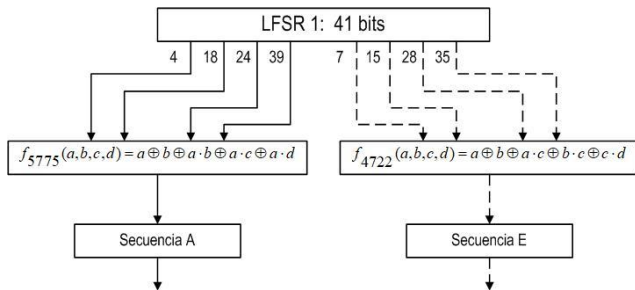 LFSR 1: 41 bits
4 18 24 39 7 15 28 35
f5775(a,b,c,d)=a⊕b⊕a·b⊕a·c⊕a·d
f4722(a,b,c,d)=a⊕b⊕a·c⊕b·c⊕c·d
Secuencia A
Secuencia E